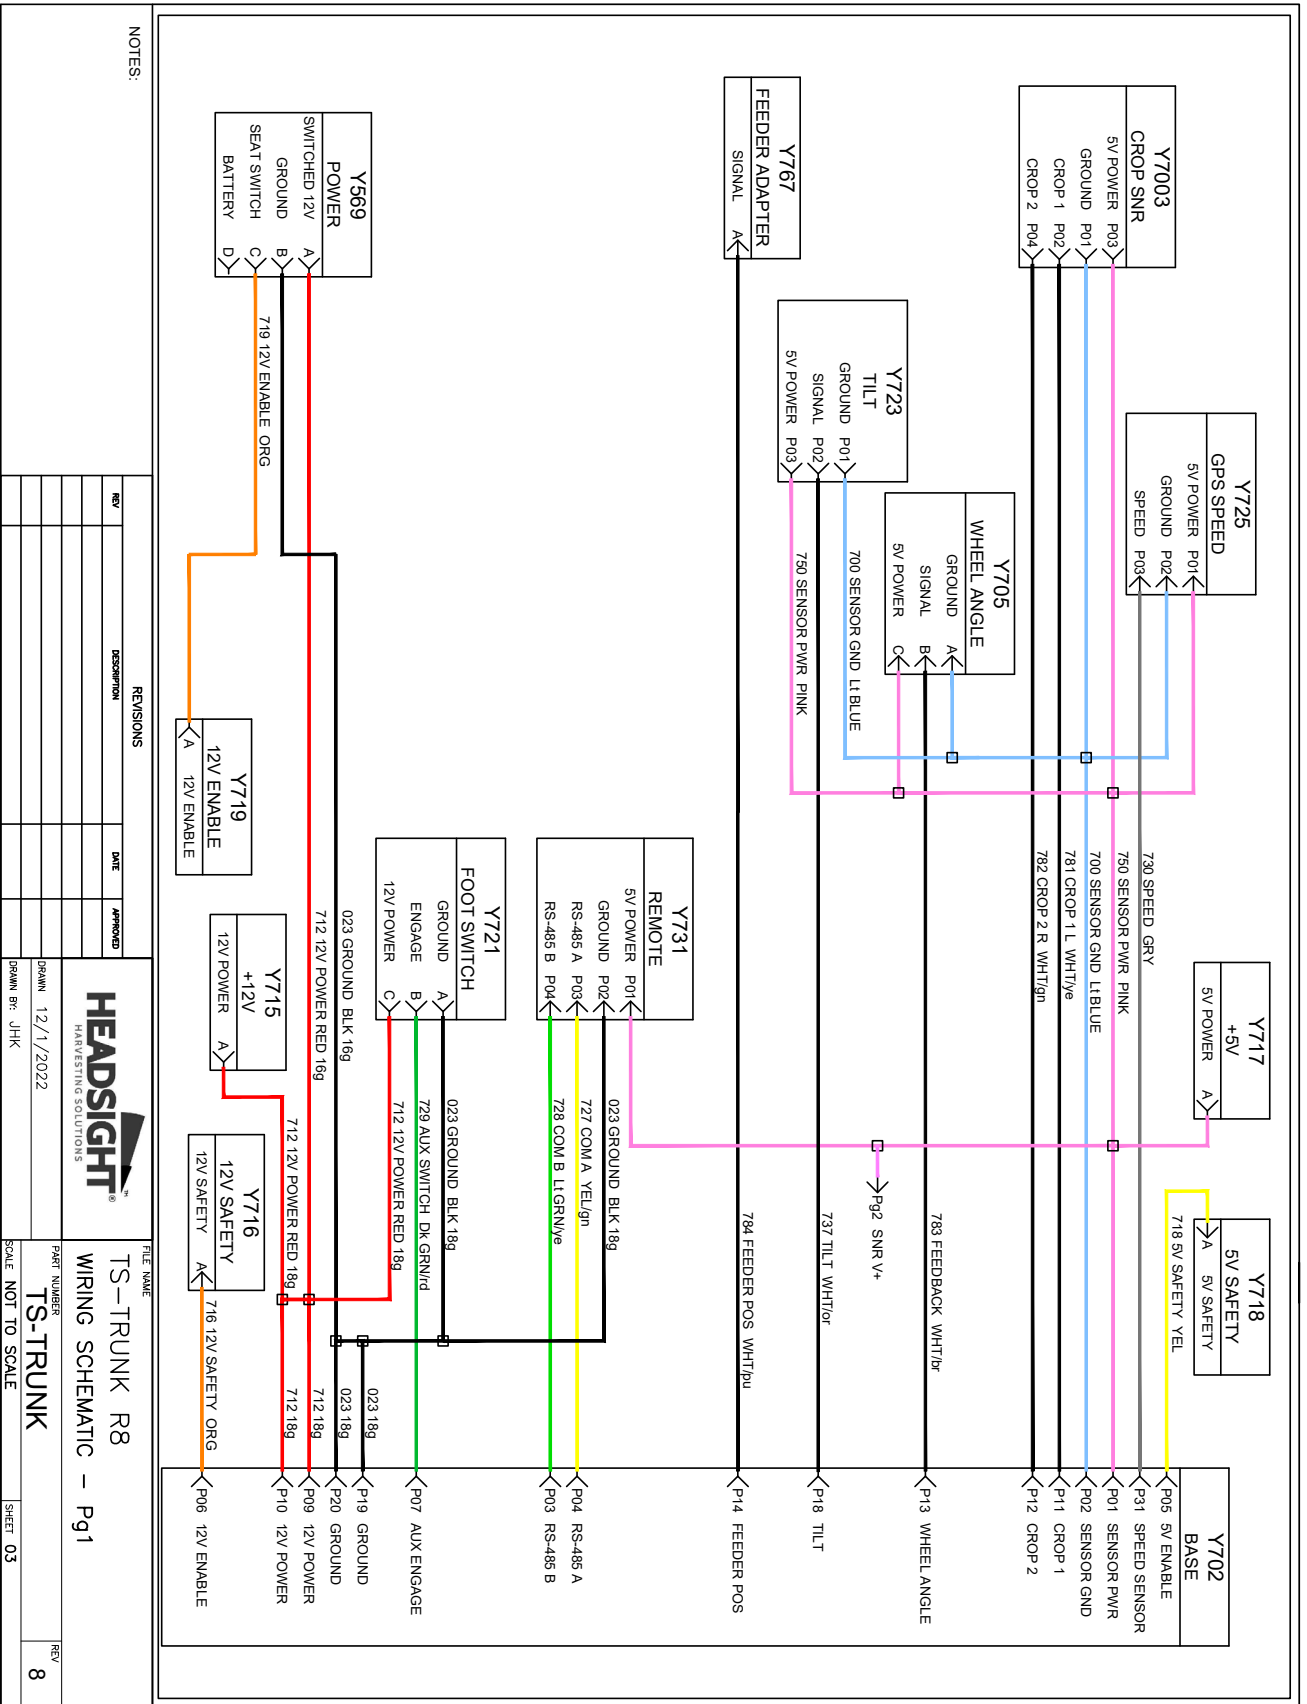 Y7003
CROP SNR
5V POWER P03
GROUND P01
CROP 1 P02
CROP 2 P04
Y725
GPS SPEED
5V POWER P01
GROUND P02
SPEED P03
Y717
+5V
5V POWER A
Y718
5V SAFETY
A 5V SAFETY
718 5V SAFETY YEL
730 SPEED GRY
750 SENSOR PWR PINK
700 SENSOR GND Lt BLUE
781 CROP 1 L WHT/ye
782 CROP 2 R WHT/gn
Y702
BASE
P05 5V ENABLE
P31 SPEED SENSOR
P01 SENSOR PWR
P02 SENSOR GND
P11 CROP 1
P12 CROP 2
P13 WHEEL ANGLE
P18 TILT
P14 FEEDER POS
P04 RS-485 A
P03 RS-485 B
P07 AUX ENGAGE
P19 GROUND
P20 GROUND
P09 12V POWER
P10 12V POWER
P06 12V ENABLE
Y705
WHEEL ANGLE
GROUND A
SIGNAL B
5V POWER C
783 FEEDBACK WHT/br
Pg2 SNR V+
Y723
TILT
GROUND P01
SIGNAL P02
5V POWER P03
700 SENSOR GND Lt BLUE
750 SENSOR PWR PINK
737 TILT WHT/or
Y767
FEEDER ADAPTER
SIGNAL A
784 FEEDER POS WHT/pu
Y731
REMOTE
5V POWER P01
GROUND P02
RS-485 A P03
RS-485 B P04
023 GROUND BLK 18g
727 COM A YEL/gn
728 COM B Lt GRN/ye
Y721
FOOT SWITCH
GROUND A
ENGAGE B
12V POWER C
023 GROUND BLK 18g
729 AUX SWITCH Dk GRN/rd
712 12V POWER RED 18g
Y569
POWER
SWITCHED 12V A
GROUND B
SEAT SWITCH C
BATTERY D
023 GROUND BLK 16g
712 12V POWER RED 16g
719 12V ENABLE ORG
023 18g
023 18g
712 18g
712 18g
Y715
+12V
12V POWER A
712 12V POWER RED 18g
Y719
12V ENABLE
A 12V ENABLE
Y716
12V SAFETY
12V SAFETY A
716 12V SAFETY ORG
NOTES:
REVISIONS
REV DESCRIPTION DATE APPROVED
HEADSIGHT®
HARVESTING SOLUTIONS
TM
DRAWN 12/1/2022
DRAWN BY: JHK
FILE NAME
TS-TRUNK R8
WIRING SCHEMATIC - Pg1
PART NUMBER
TS-TRUNK
REV
8
SCALE NOT TO SCALE
SHEET 03